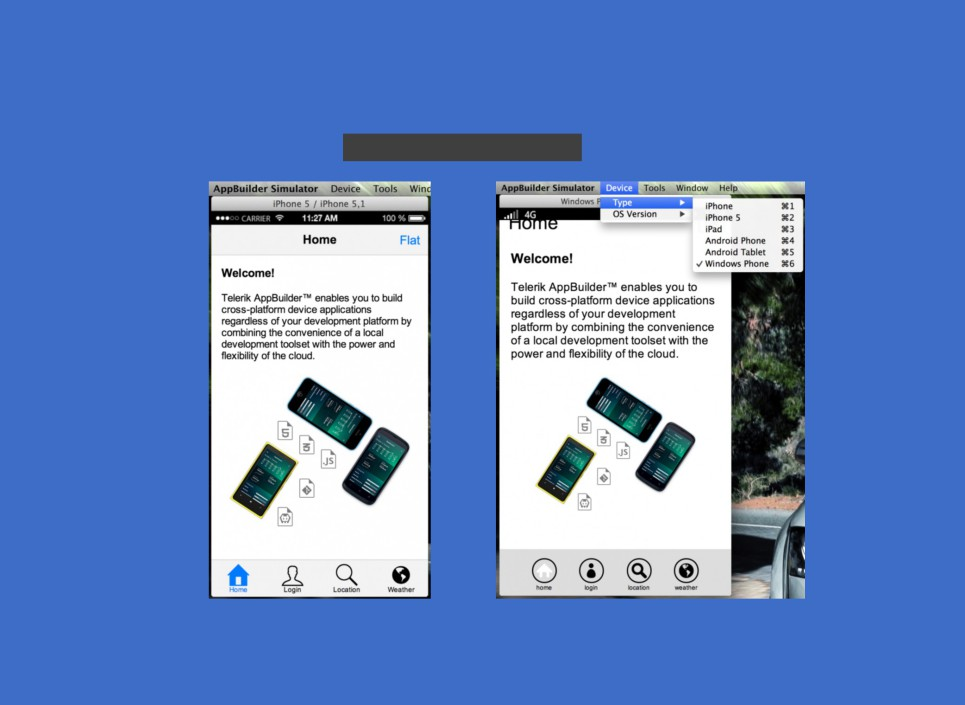 AppBuilder Simulator Device Tools
iPhone 5 / iPhone 5,1
CARRIER 11:27 AM 100 %
Home Flat
Welcome!
Telerik AppBuilder™ enables you to
build cross-platform device applications
regardless of your development platform by
combining the convenience of a local
development toolset with the power and
flexibility of the cloud.
JS
Home Login Location Weather
AppBuilder Simulator Device Tools Window Help
Windows
Type
OS Version
iPhone ⌘1
iPhone 5 ⌘2
iPad ⌘3
Android Phone ⌘4
Android Tablet ⌘5
✓ Windows Phone ⌘6
4G
Home
Welcome!
Telerik AppBuilder™ enables you to
build cross-platform device applications
regardless of your development
platform by combining the convenience
of a local development toolset with the
power and flexibility of the cloud.
JS
home login location weather